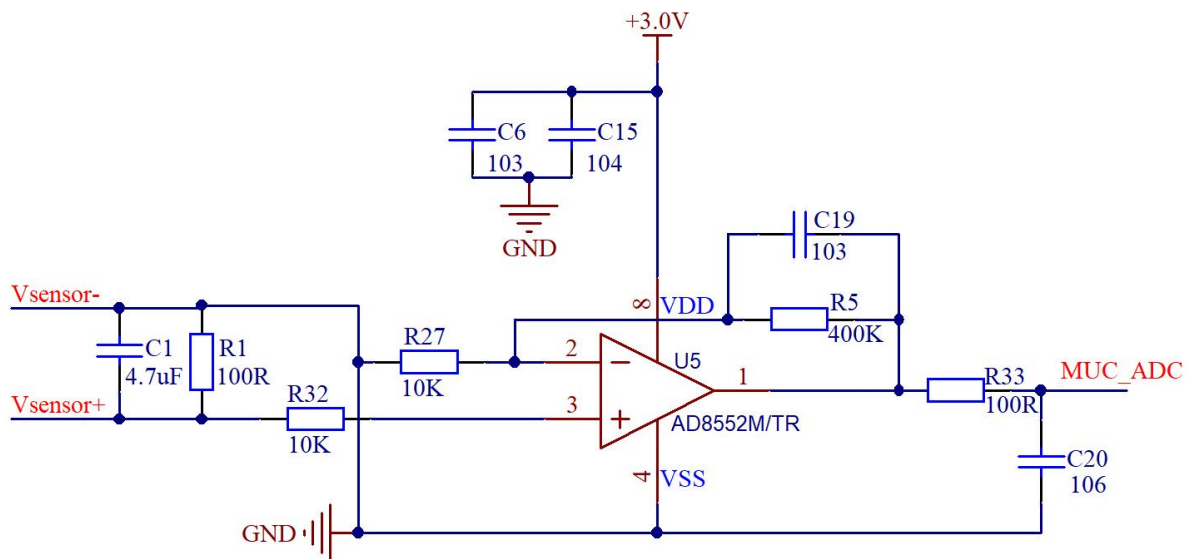 +3.0V
C6
103
C15
104
GND
C19
103
R5
400K
8
VDD
Vsensor-
C1
4.7uF
R1
100R
R27
10K
2
U5
1
R33
100R
MUC_ADC
Vsensor+
R32
10K
3
AD8552M/TR
4
VSS
C20
106
GND